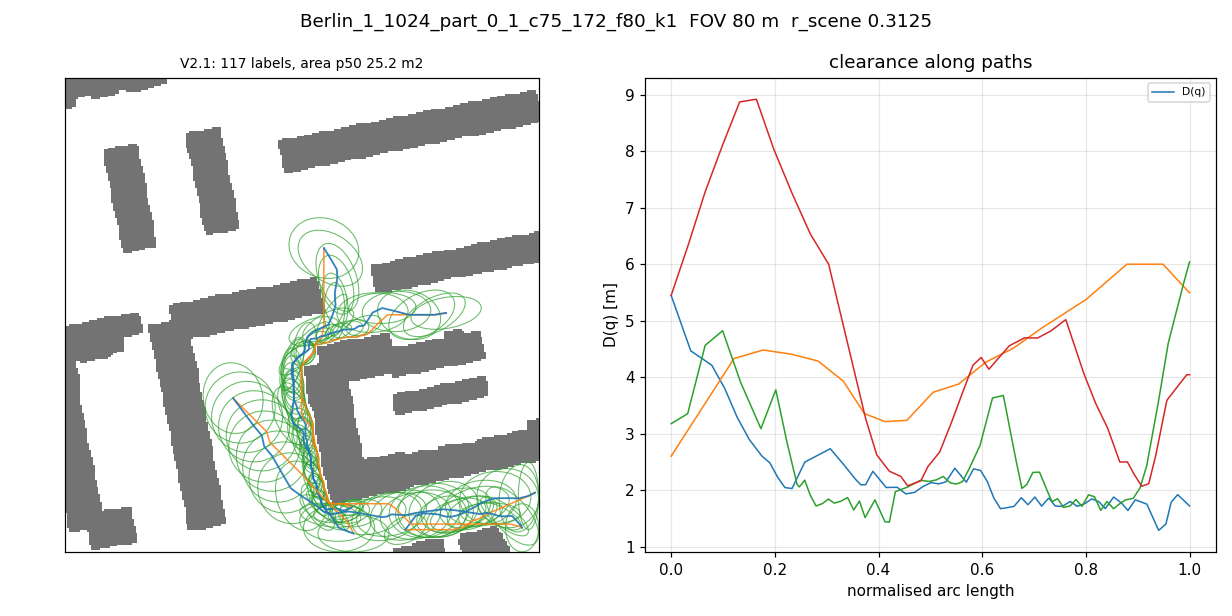 Berlin_1_1024_part_0_1_c75_172_f80_k1  FOV 80 m  r_scene 0.3125
V2.1: 117 labels, area p50 25.2 m2
clearance along paths
D(q)
9
8
7
6
5
4
3
2
1
D(q) [m]
0.0 0.2 0.4 0.6 0.8 1.0
normalised arc length